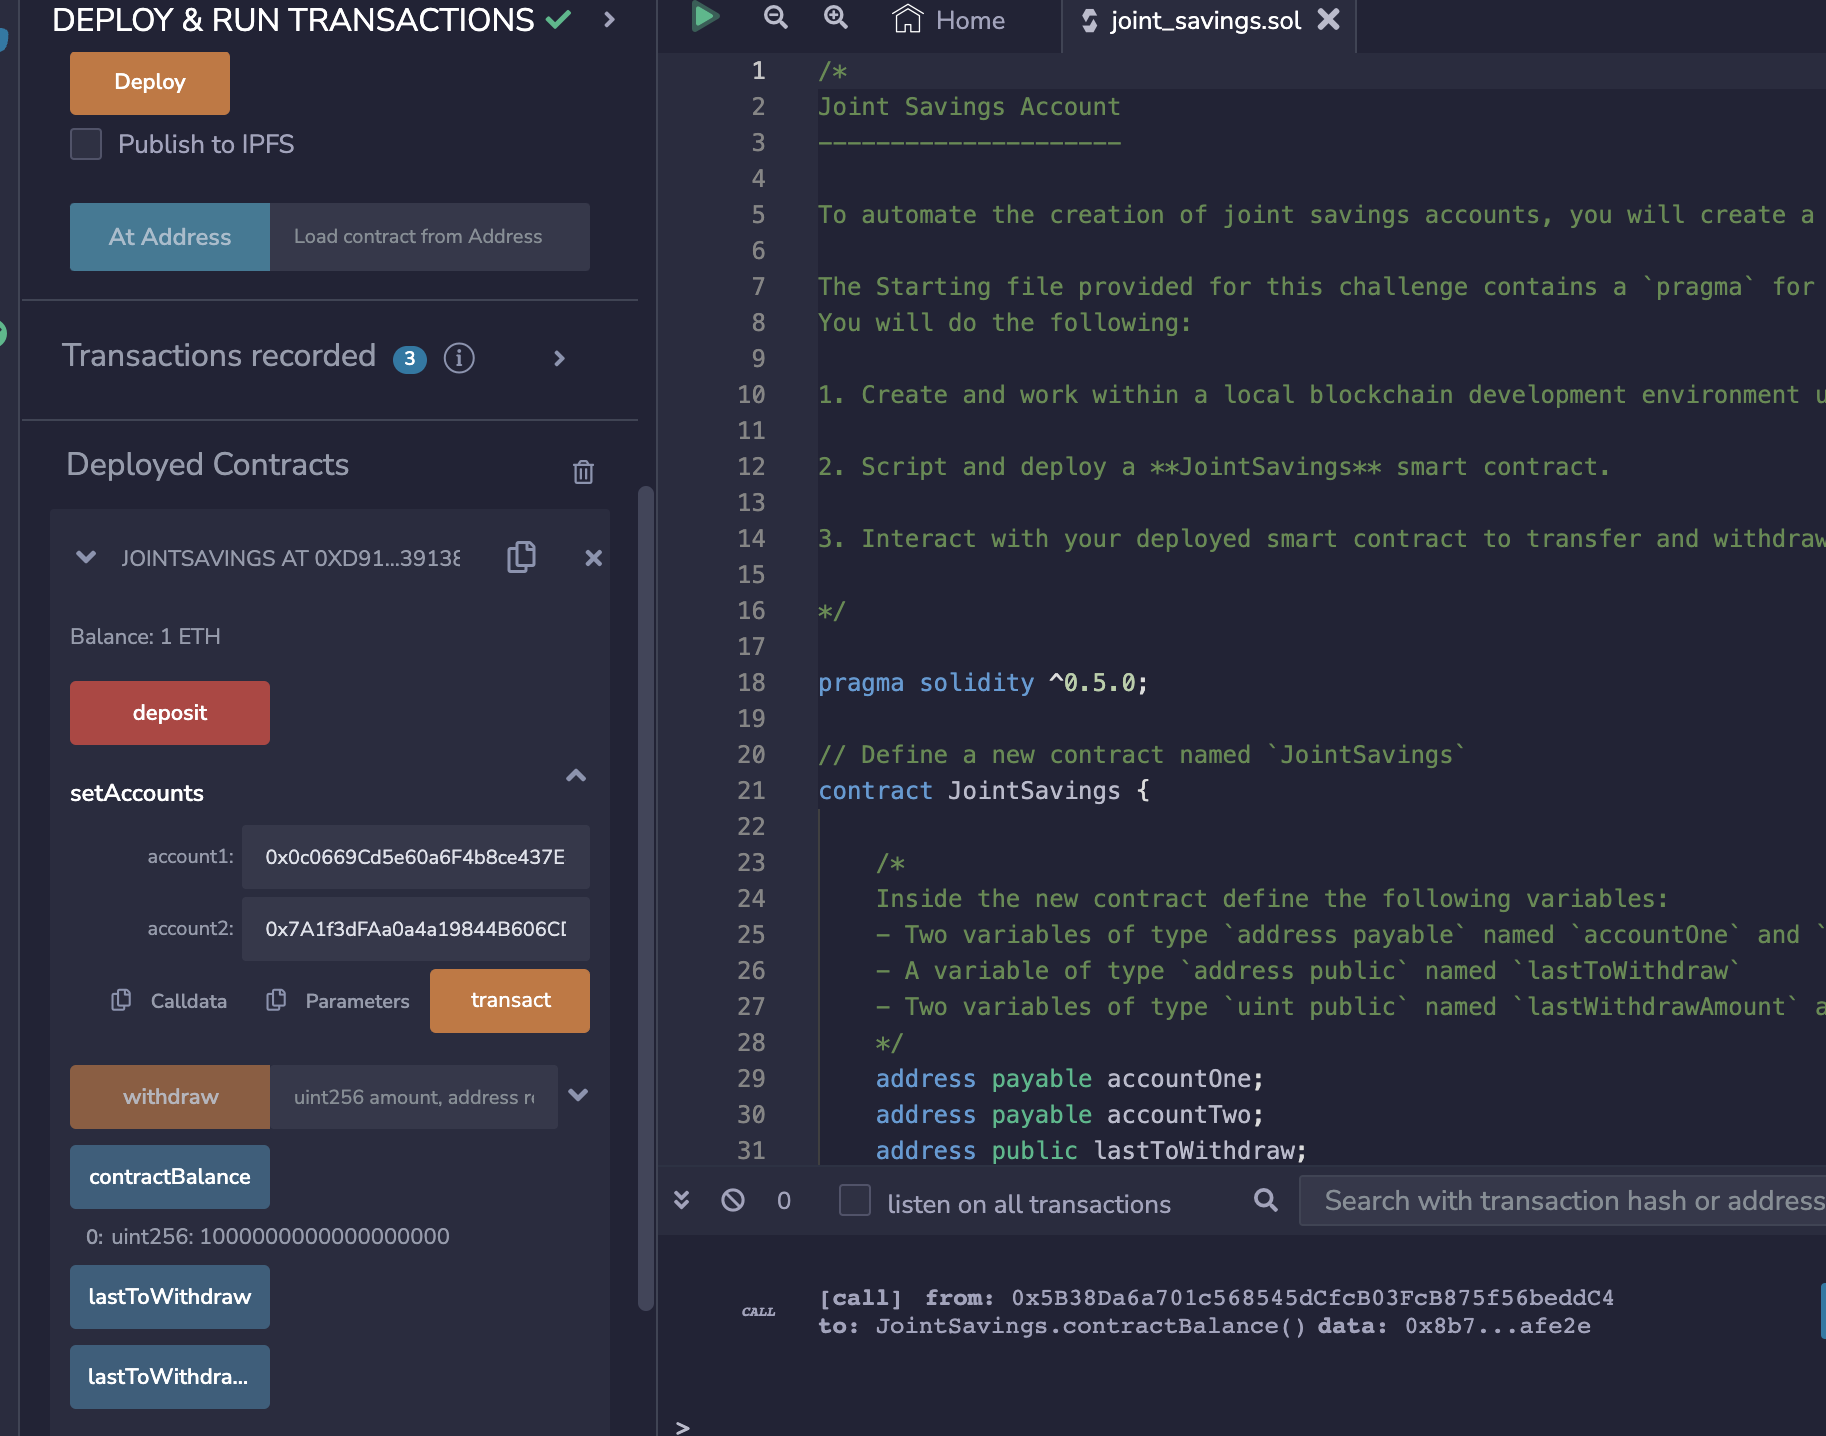 DEPLOY & RUN TRANSACTIONS
Deploy
Publish to IPFS
At Address
Load contract from Address
Transactions recorded 3
Deployed Contracts
JOINTSAVINGS AT 0XD91...39138
Balance: 1 ETH
deposit
setAccounts
account1: 0x0c0669Cd5e60a6F4b8ce437E
account2: 0x7A1f3dFAa0a4a19844B606C
Calldata
Parameters
transact
withdraw
uint256 amount, address re
contractBalance
0: uint256: 1000000000000000000
lastToWithdraw
lastToWithdra...
Home
joint_savings.sol
1 /*
2 Joint Savings Account
3 ---------------------
4
5 To automate the creation of joint savings accounts, you will create a
6
7 The Starting file provided for this challenge contains a `pragma` for
8 You will do the following:
9
10 1. Create and work within a local blockchain development environment u
11
12 2. Script and deploy a **JointSavings** smart contract.
13
14 3. Interact with your deployed smart contract to transfer and withdraw
15
16 */
17
18 pragma solidity ^0.5.0;
19
20 // Define a new contract named `JointSavings`
21 contract JointSavings {
22
23 /*
24 Inside the new contract define the following variables:
25 - Two variables of type `address payable` named `accountOne` and `
26 - A variable of type `address public` named `lastToWithdraw`
27 - Two variables of type `uint public` named `lastWithdrawAmount` a
28 */
29 address payable accountOne;
30 address payable accountTwo;
31 address public lastToWithdraw;
0
listen on all transactions
Search with transaction hash or address
CALL
[call] from: 0x5B38Da6a701c568545dCfcB03FcB875f56beddC4
to: JointSavings.contractBalance() data: 0x8b7...afe2e
>